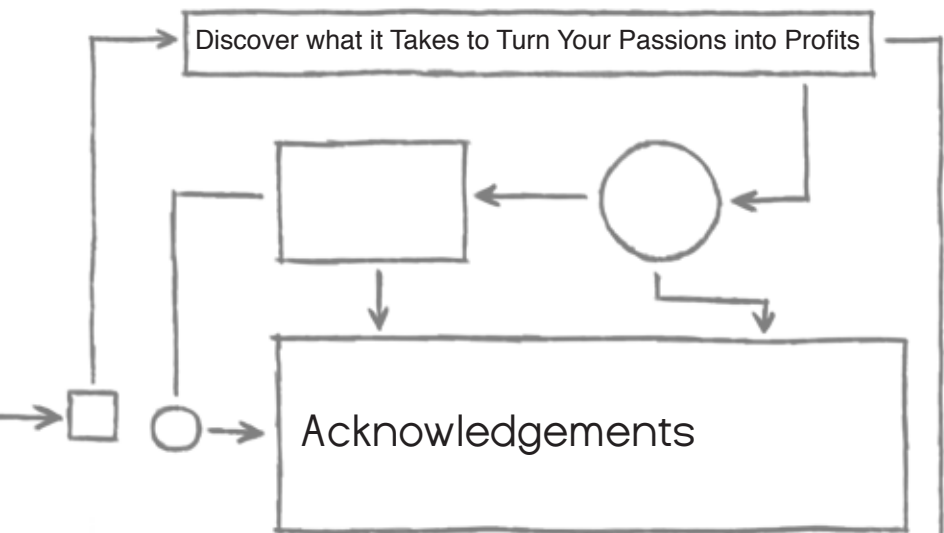 Discover what it Takes to Turn Your Passions into Profits
Acknowledgements